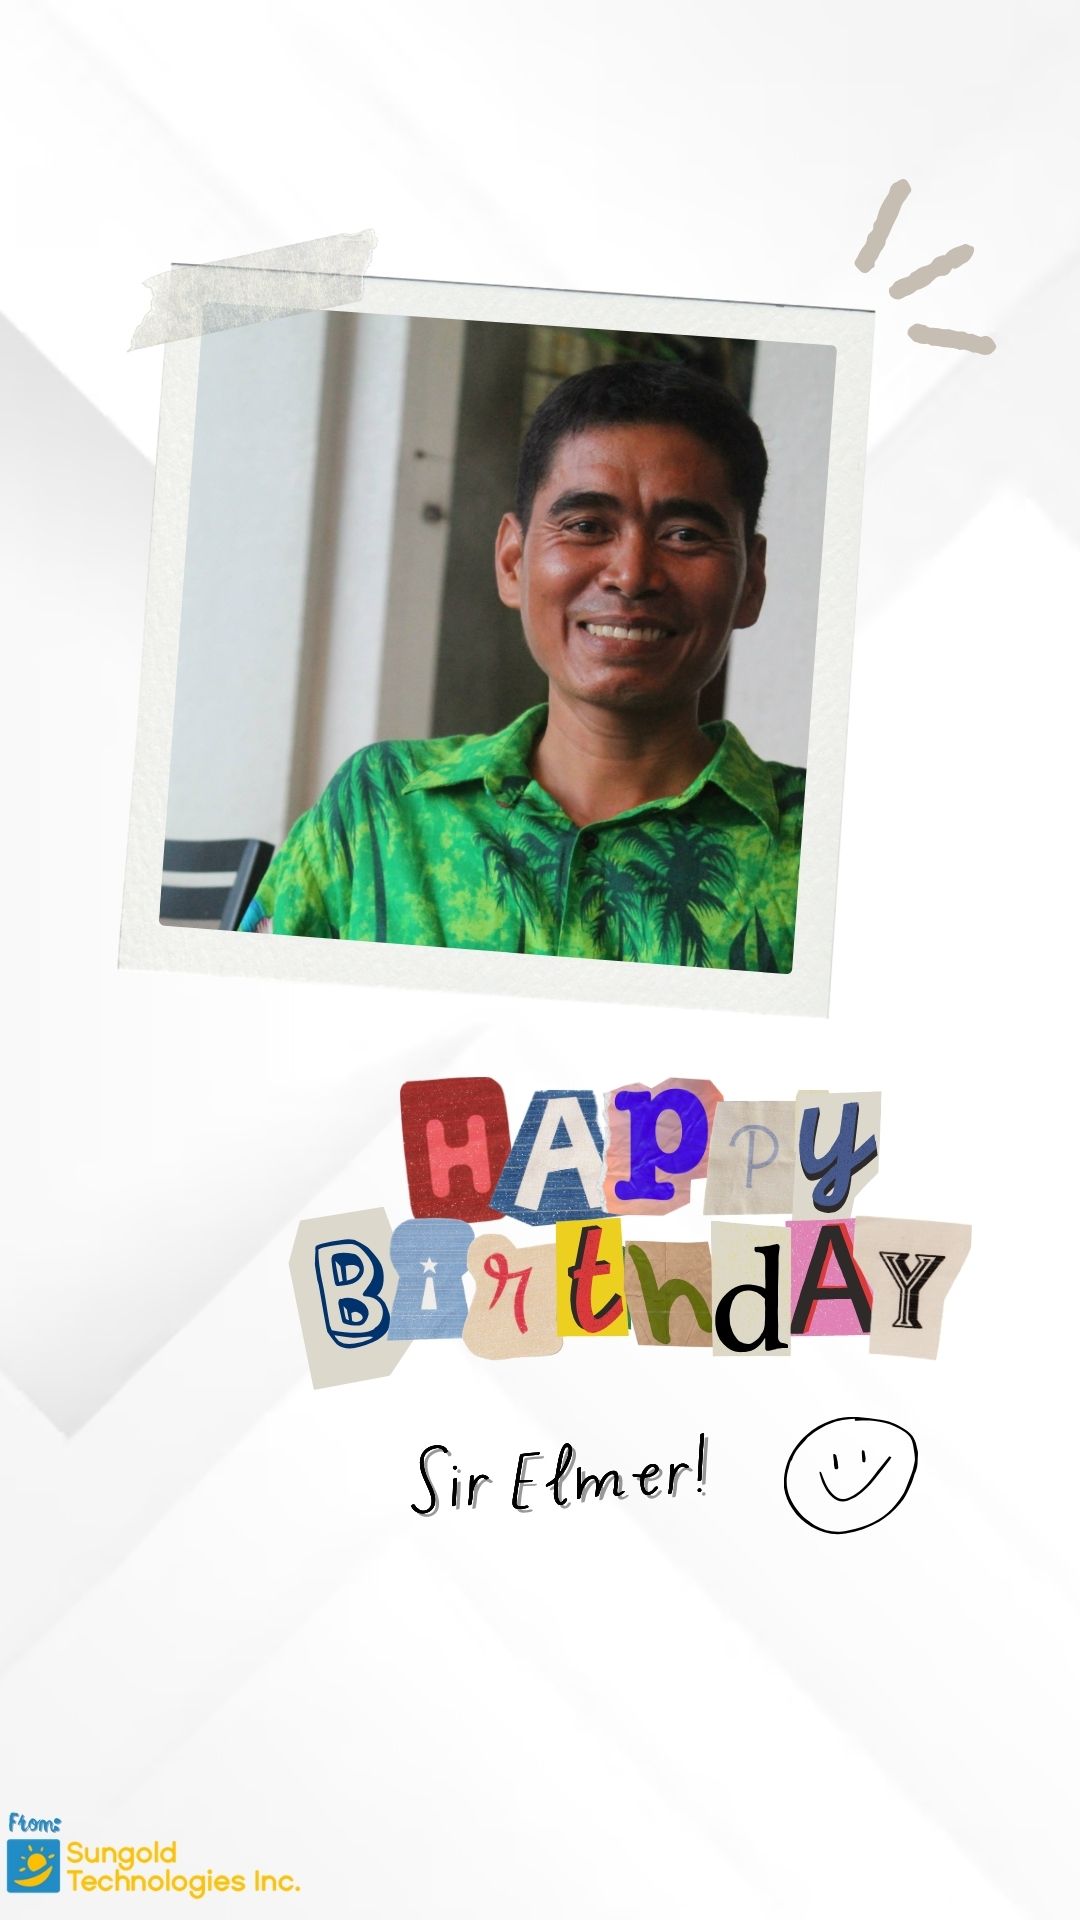 HAPPy
BirthdAY
Sir Elmer!
From:
Sungold
Technologies Inc.